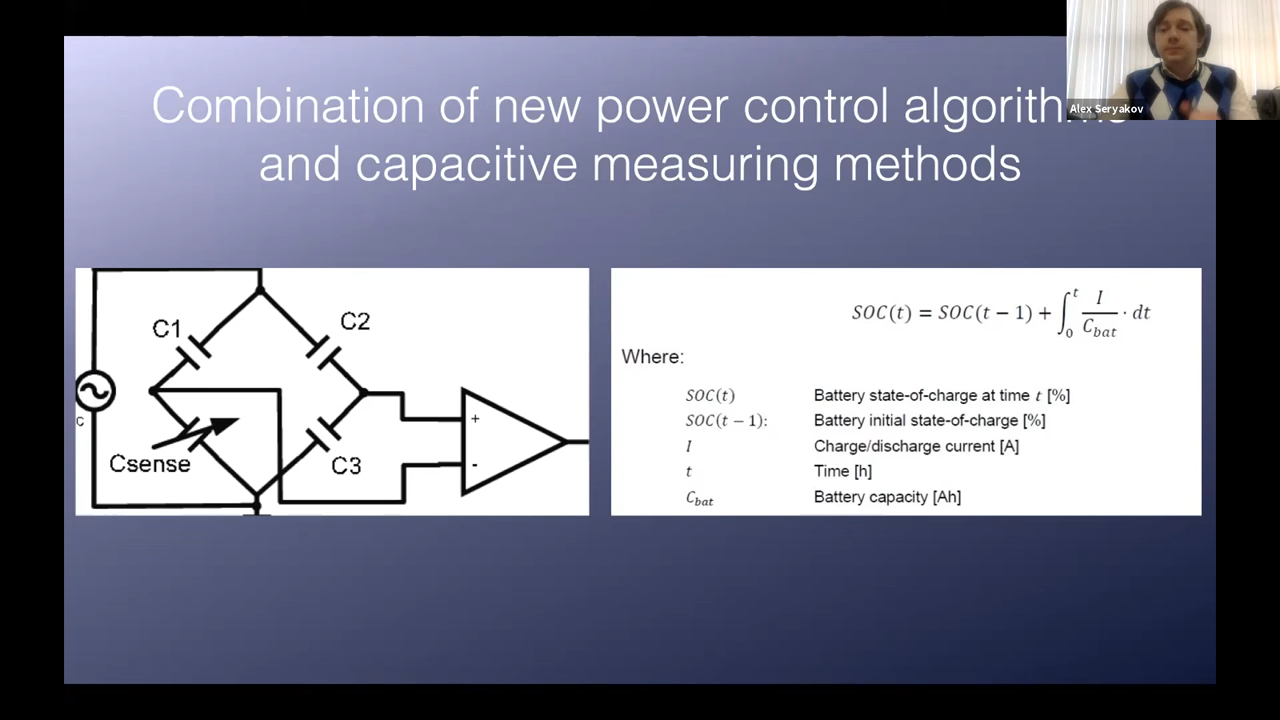 Combination of new power control algorithms
and capacitive measuring methods
Alex Seryakov
C1
C2
C
Csense
C3
+
-
SOC(t) = SOC(t − 1) + ∫₀ᵗ I/C_bat · dt
Where:
SOC(t) Battery state-of-charge at time t [%]
SOC(t − 1): Battery initial state-of-charge [%]
I Charge/discharge current [A]
t Time [h]
C_bat Battery capacity [Ah]